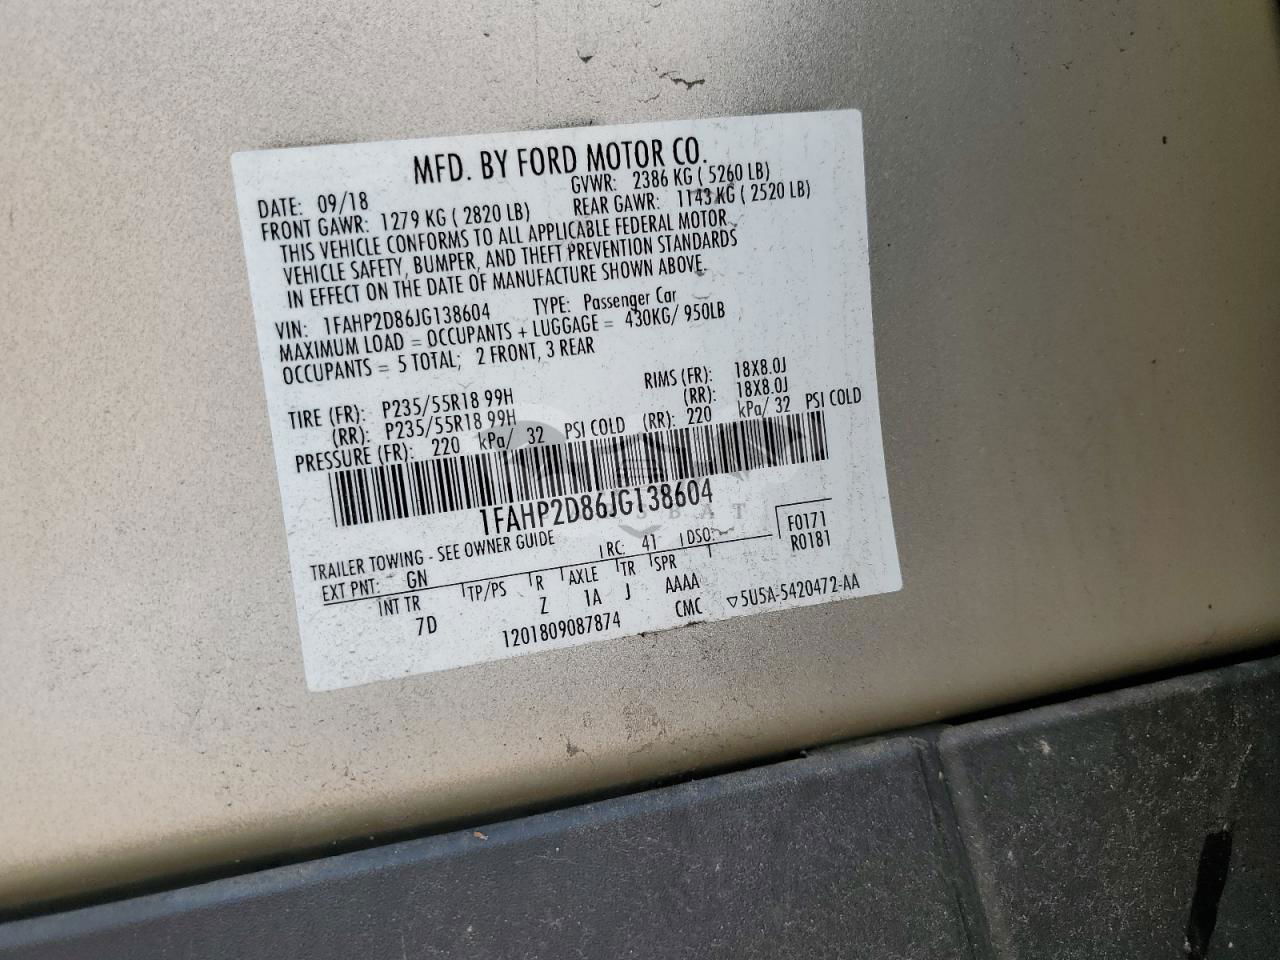 MFD. BY FORD MOTOR CO.
DATE: 09/18 GVWR: 2386 KG ( 5260 LB)
FRONT GAWR: 1279 KG ( 2820 LB) REAR GAWR: 1143 KG ( 2520 LB)
THIS VEHICLE CONFORMS TO ALL APPLICABLE FEDERAL MOTOR
VEHICLE SAFETY, BUMPER, AND THEFT PREVENTION STANDARDS
IN EFFECT ON THE DATE OF MANUFACTURE SHOWN ABOVE.
VIN: 1FAHP2D86JG138604 TYPE: Passenger Car
MAXIMUM LOAD = OCCUPANTS + LUGGAGE = 430KG/ 950LB
OCCUPANTS = 5 TOTAL; 2 FRONT, 3 REAR
TIRE (FR): P235/55R18 99H RIMS (FR): 18X8.0J
(RR): P235/55R18 99H (RR): 18X8.0J
PRESSURE (FR): 220 kPa/ 32 PSI COLD (RR): 220 kPa/ 32 PSI COLD
1FAHP2D86JG138604
TRAILER TOWING - SEE OWNER GUIDE
EXT PNT: GN RC: 41 DSO: F0171
R0181
INT TR TP/PS R AXLE TR SPR
7D Z 1A J AAAA
1201809087874 CMC ▽5U5A-5420472-AA